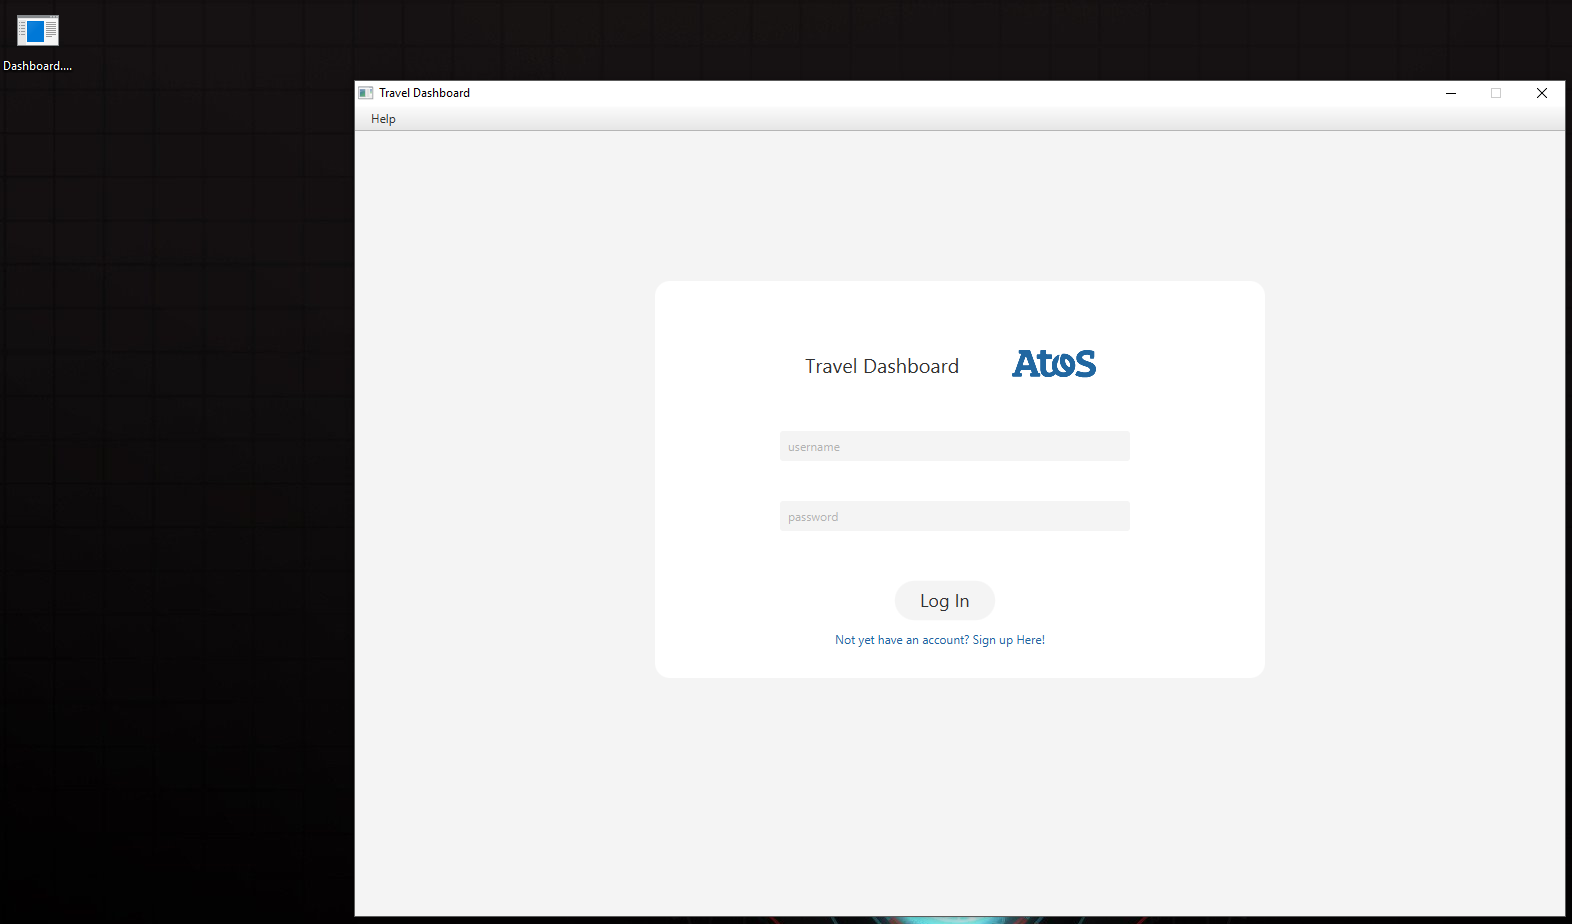 Dashboard....
Travel Dashboard
Help
Travel Dashboard
Atos
username
password
Log In
Not yet have an account? Sign up Here!